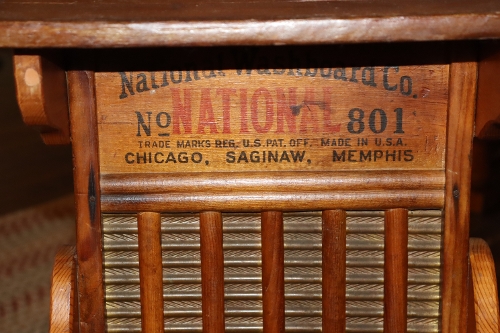 National Washboard Co.
No NATIONAL 801
TRADE MARKS REG. U.S. PAT. OFF. MADE IN U.S.A.
CHICAGO, SAGINAW, MEMPHIS